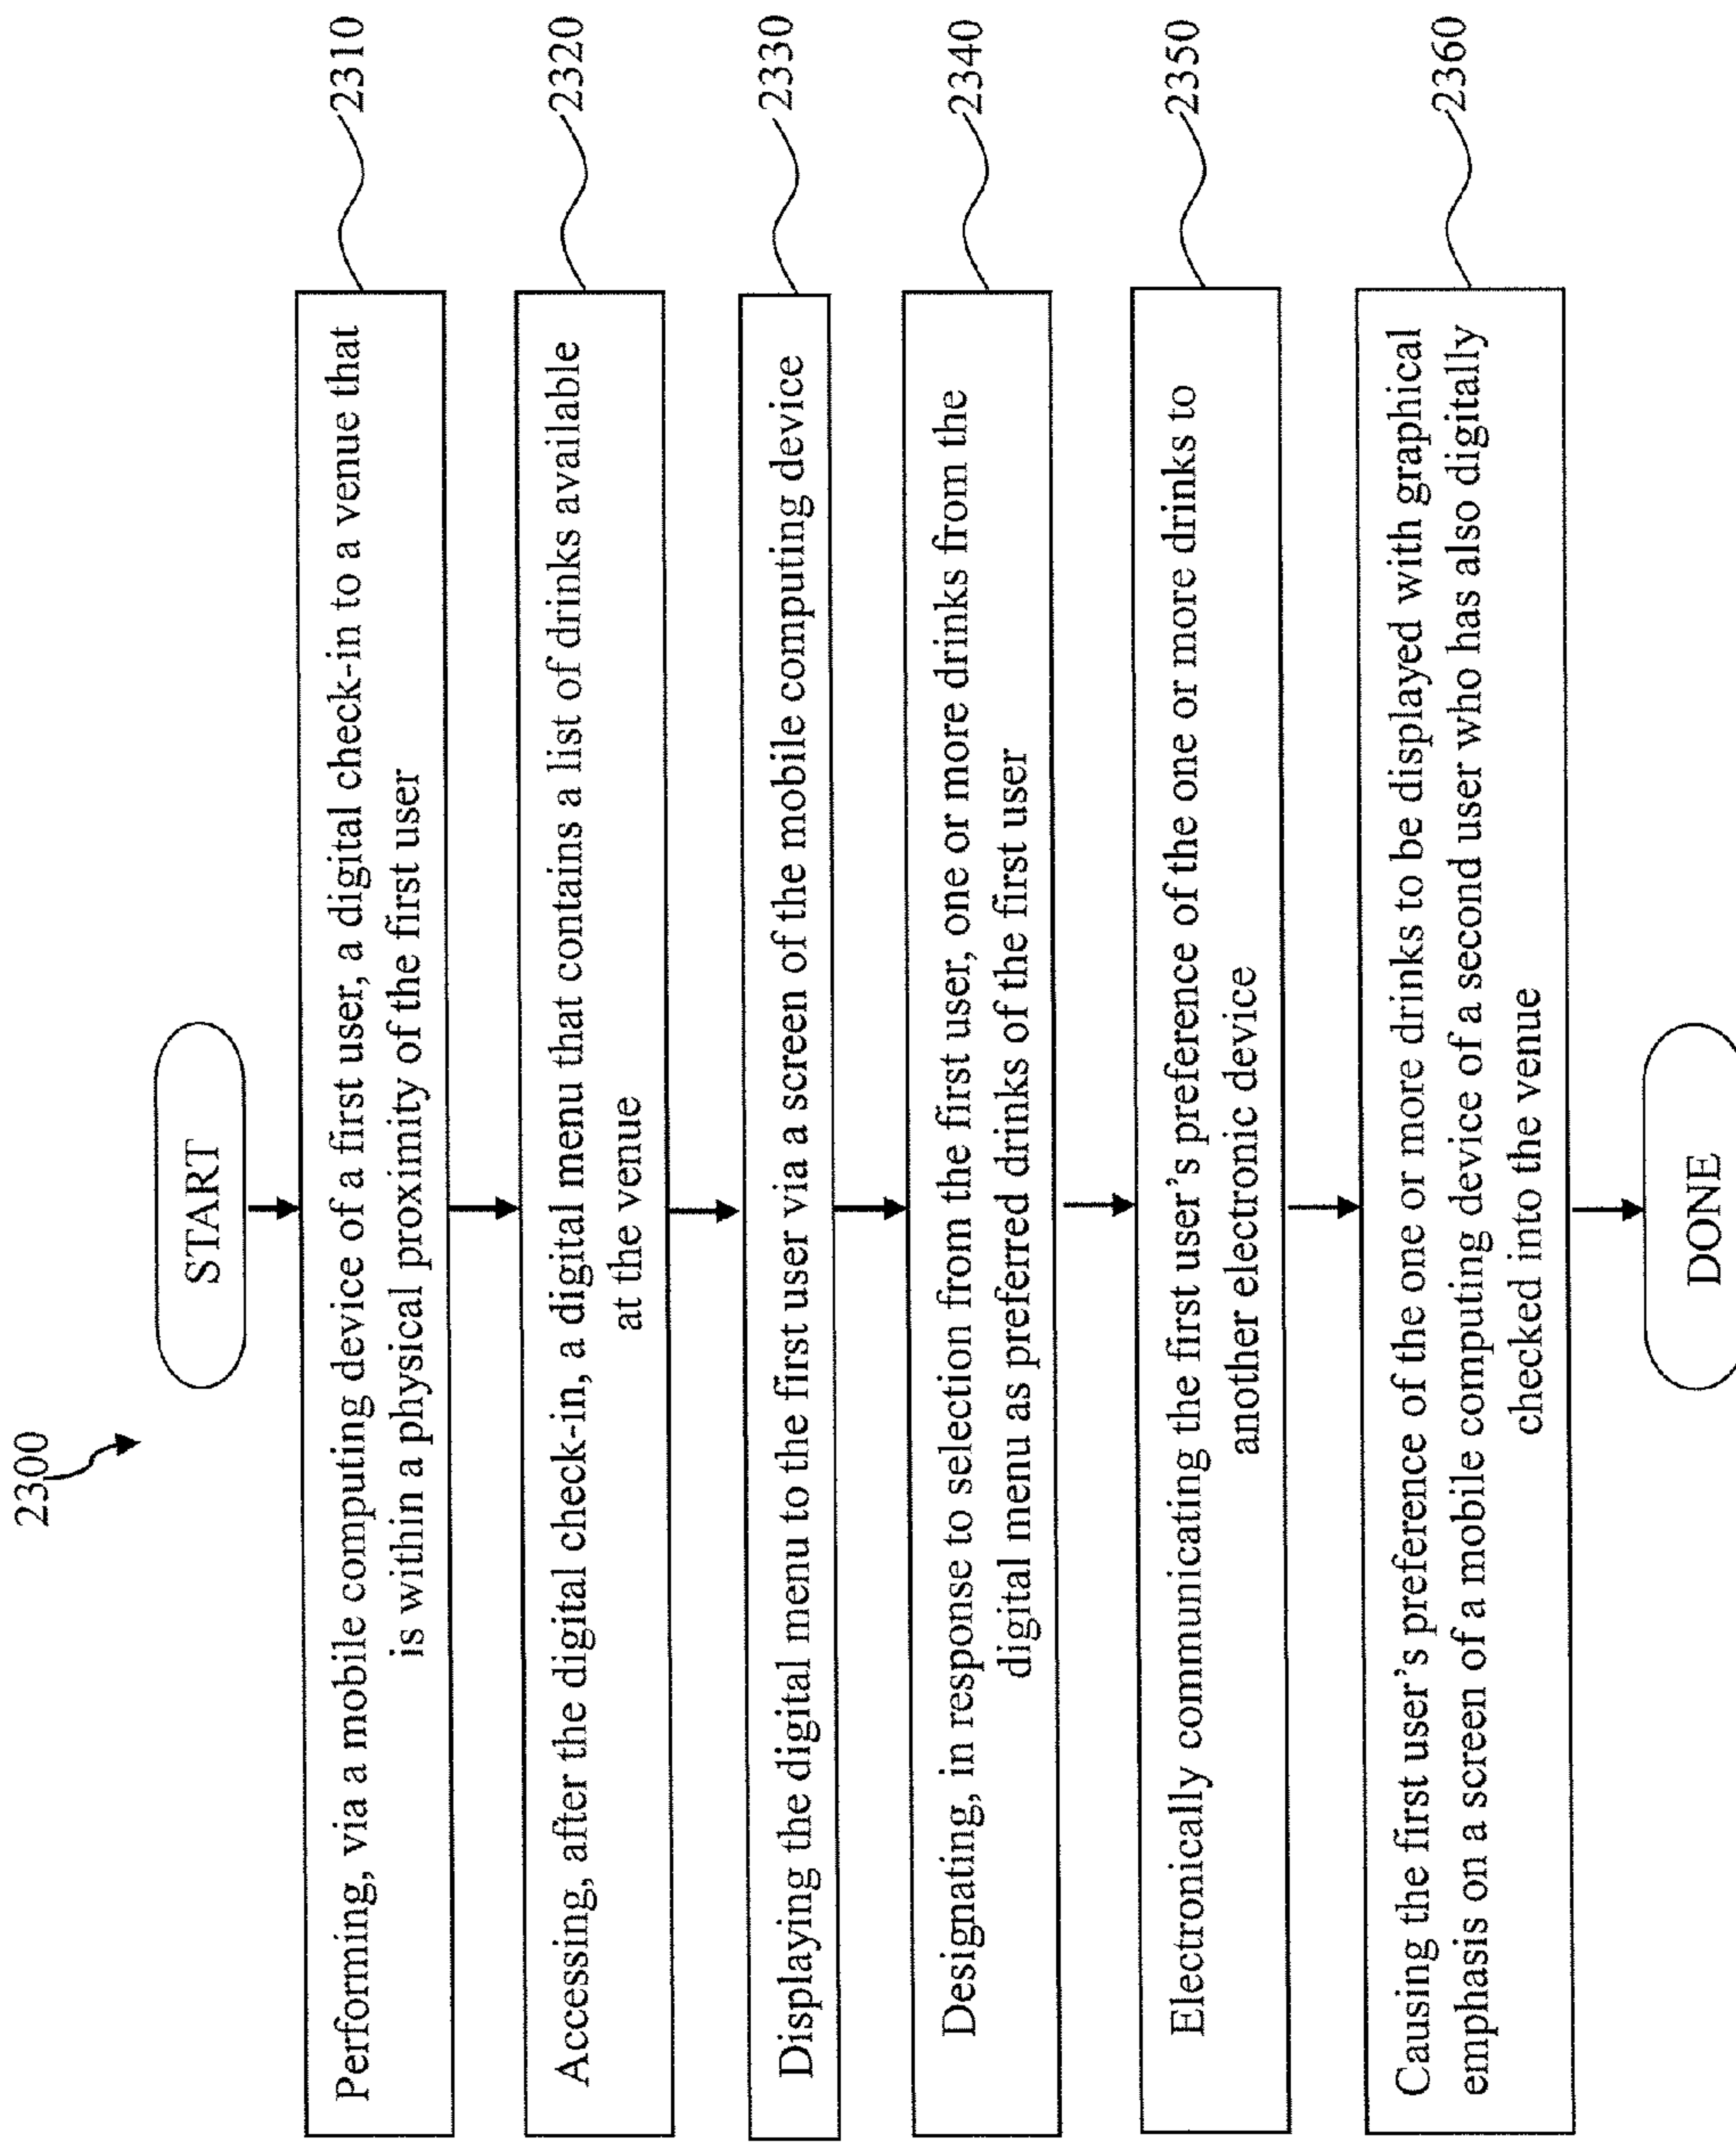 2300
START
Performing, via a mobile computing device of a first user, a digital check-in to a venue that
is within a physical proximity of the first user
2310
Accessing, after the digital check-in, a digital menu that contains a list of drinks available
at the venue
2320
Displaying the digital menu to the first user via a screen of the mobile computing device
2330
Designating, in response to selection from the first user, one or more drinks from the
digital menu as preferred drinks of the first user
2340
Electronically communicating the first user's preference of the one or more drinks to
another electronic device
2350
Causing the first user's preference of the one or more drinks to be displayed with graphical
emphasis on a screen of a mobile computing device of a second user who has also digitally
checked into the venue
2360
DONE